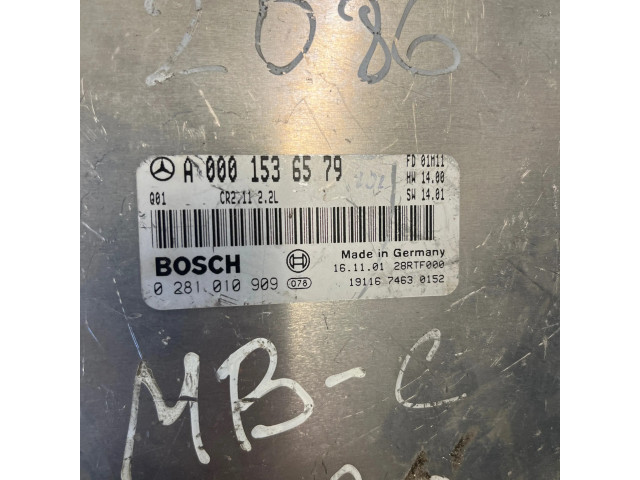 2086
A 000 153 65 79
FD 01M11
HW 14.00
SW 14.01
Q01 CR2.11 2.2L
BOSCH
Made in Germany
16.11.01 28RTF000
0 281 010 909 078
19116 7463 0152
MB-C